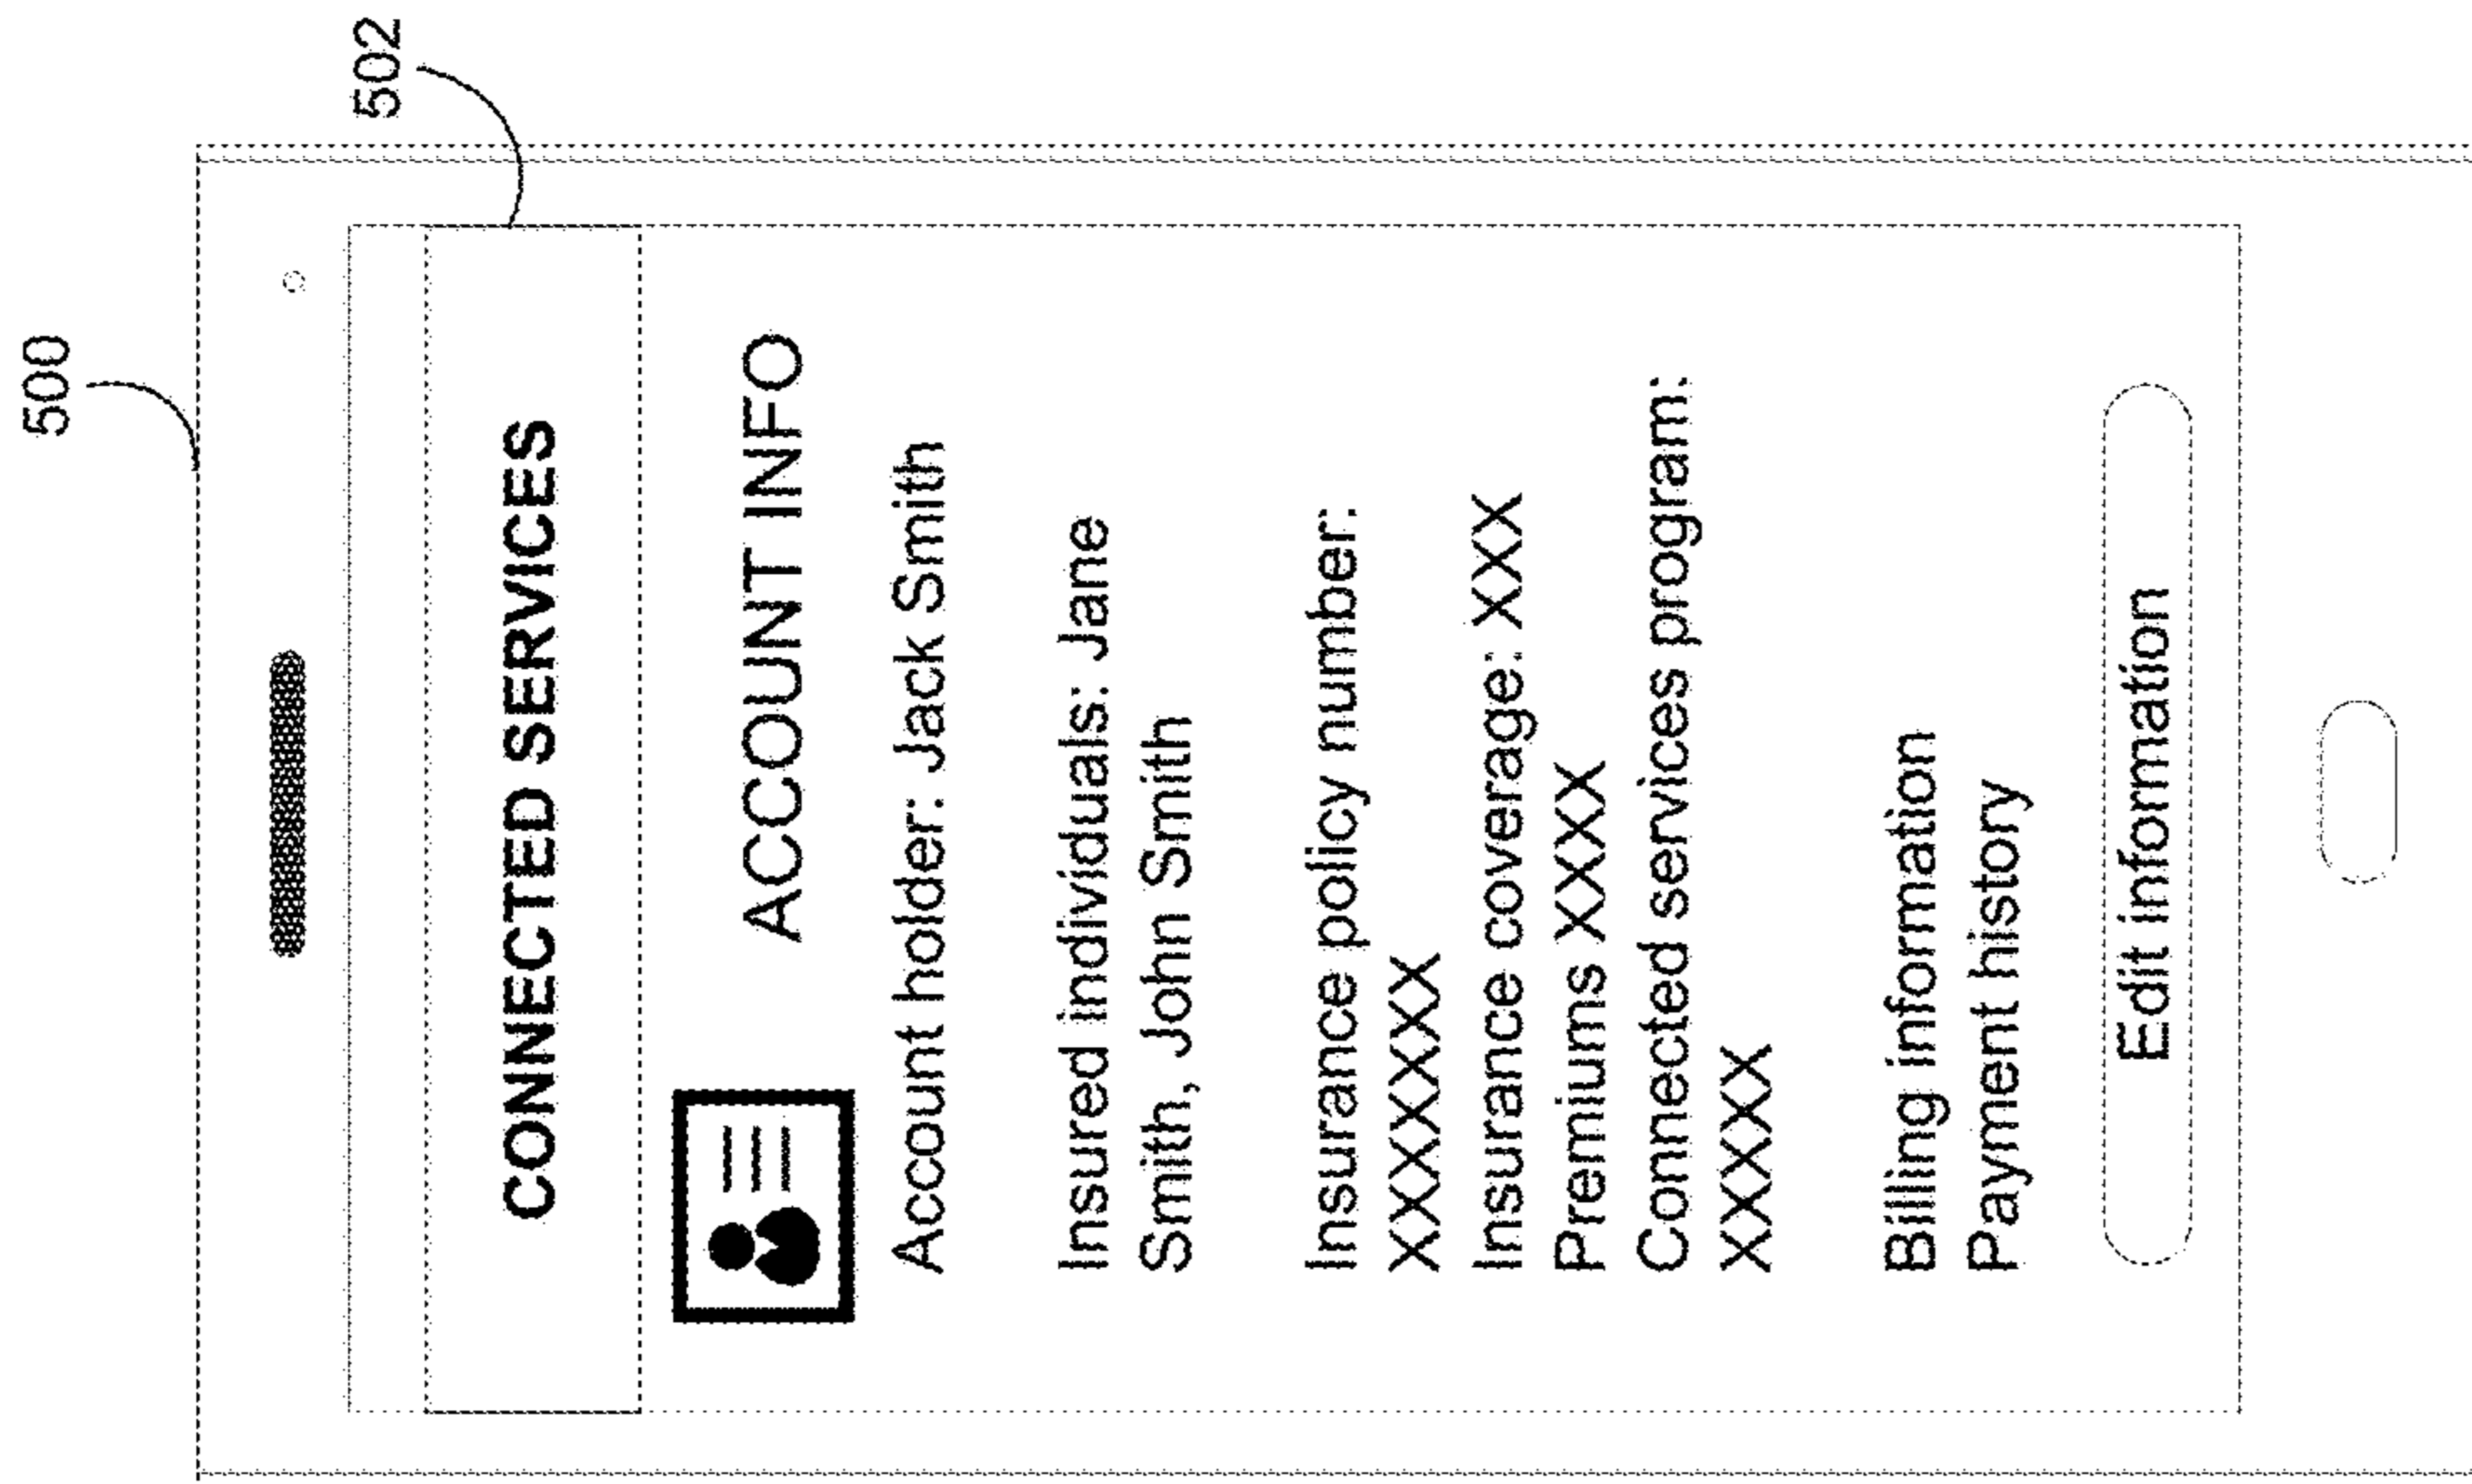 500
502
CONNECTED SERVICES
ACCOUNT INFO
Account holder: Jack Smith
Insured individuals: Jane
Smith, John Smith
Insurance policy number:
XXXXXXX
Insurance coverage: XXX
Premiums XXXX
Connected services program:
XXXXX
Billing information
Payment history
Edit information